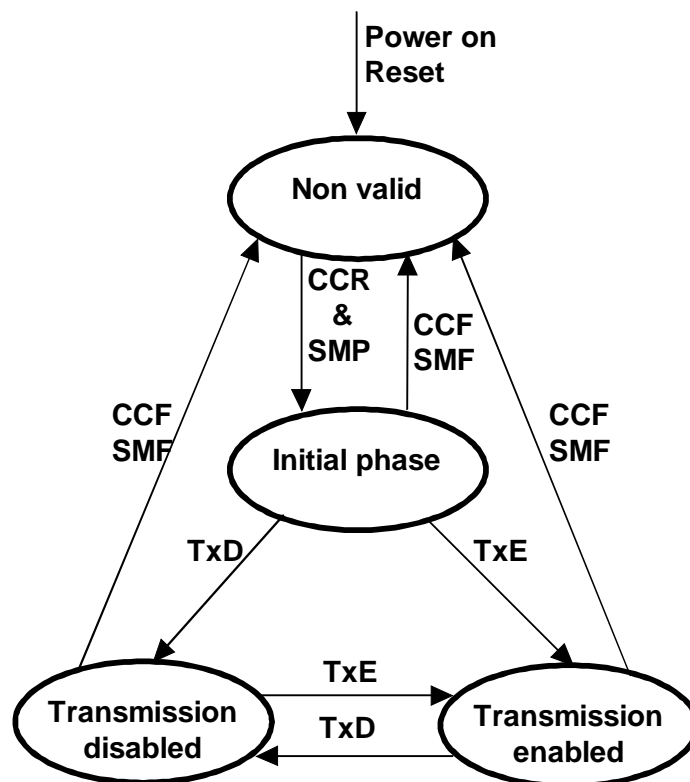 Power on
Reset
Non valid
CCR
&
SMP
CCF
SMF
CCF
SMF
CCF
SMF
Initial phase
TxD
TxE
TxE
Transmission
disabled
TxD
Transmission
enabled